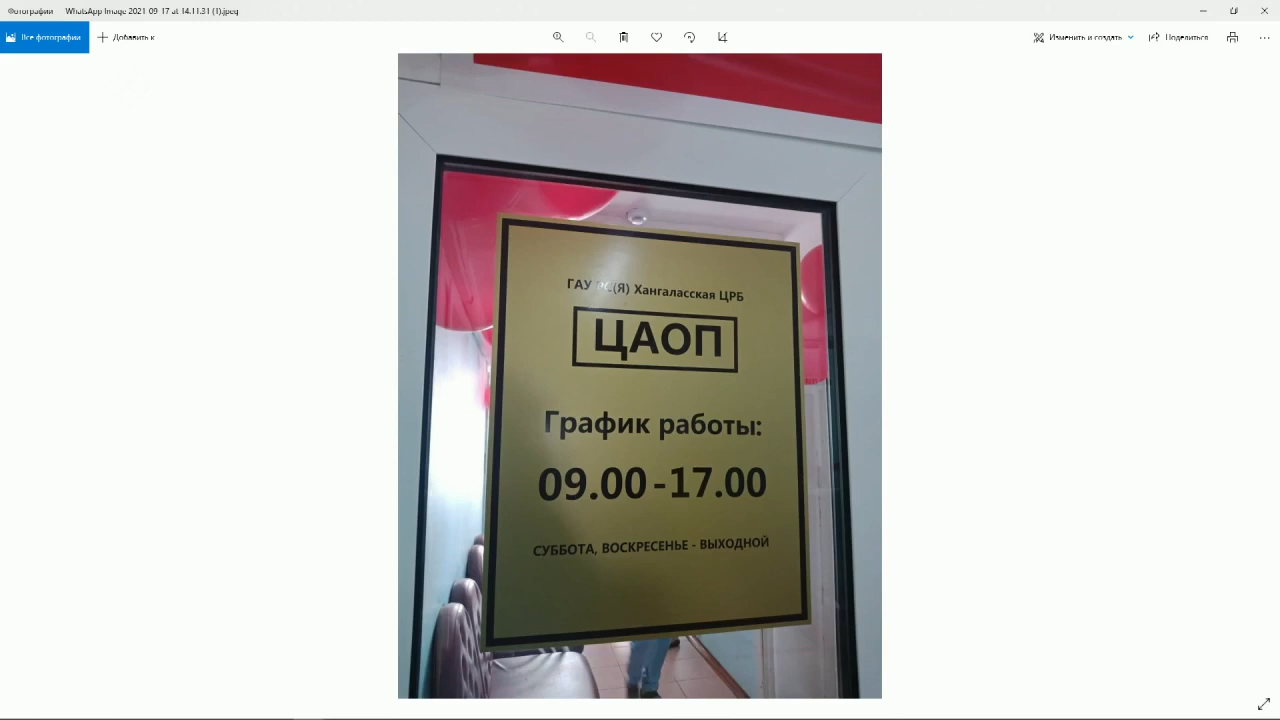 Фотографии - WhatsApp Image 2021-09-17 at 14.11.31 (1).jpeg
Все фотографии
Добавить к
Изменить и создать
Поделиться
ГАУ РС(Я) Хангаласская ЦРБ
ЦАОП
График работы:
09.00-17.00
СУББОТА, ВОСКРЕСЕНЬЕ - ВЫХОДНОЙ